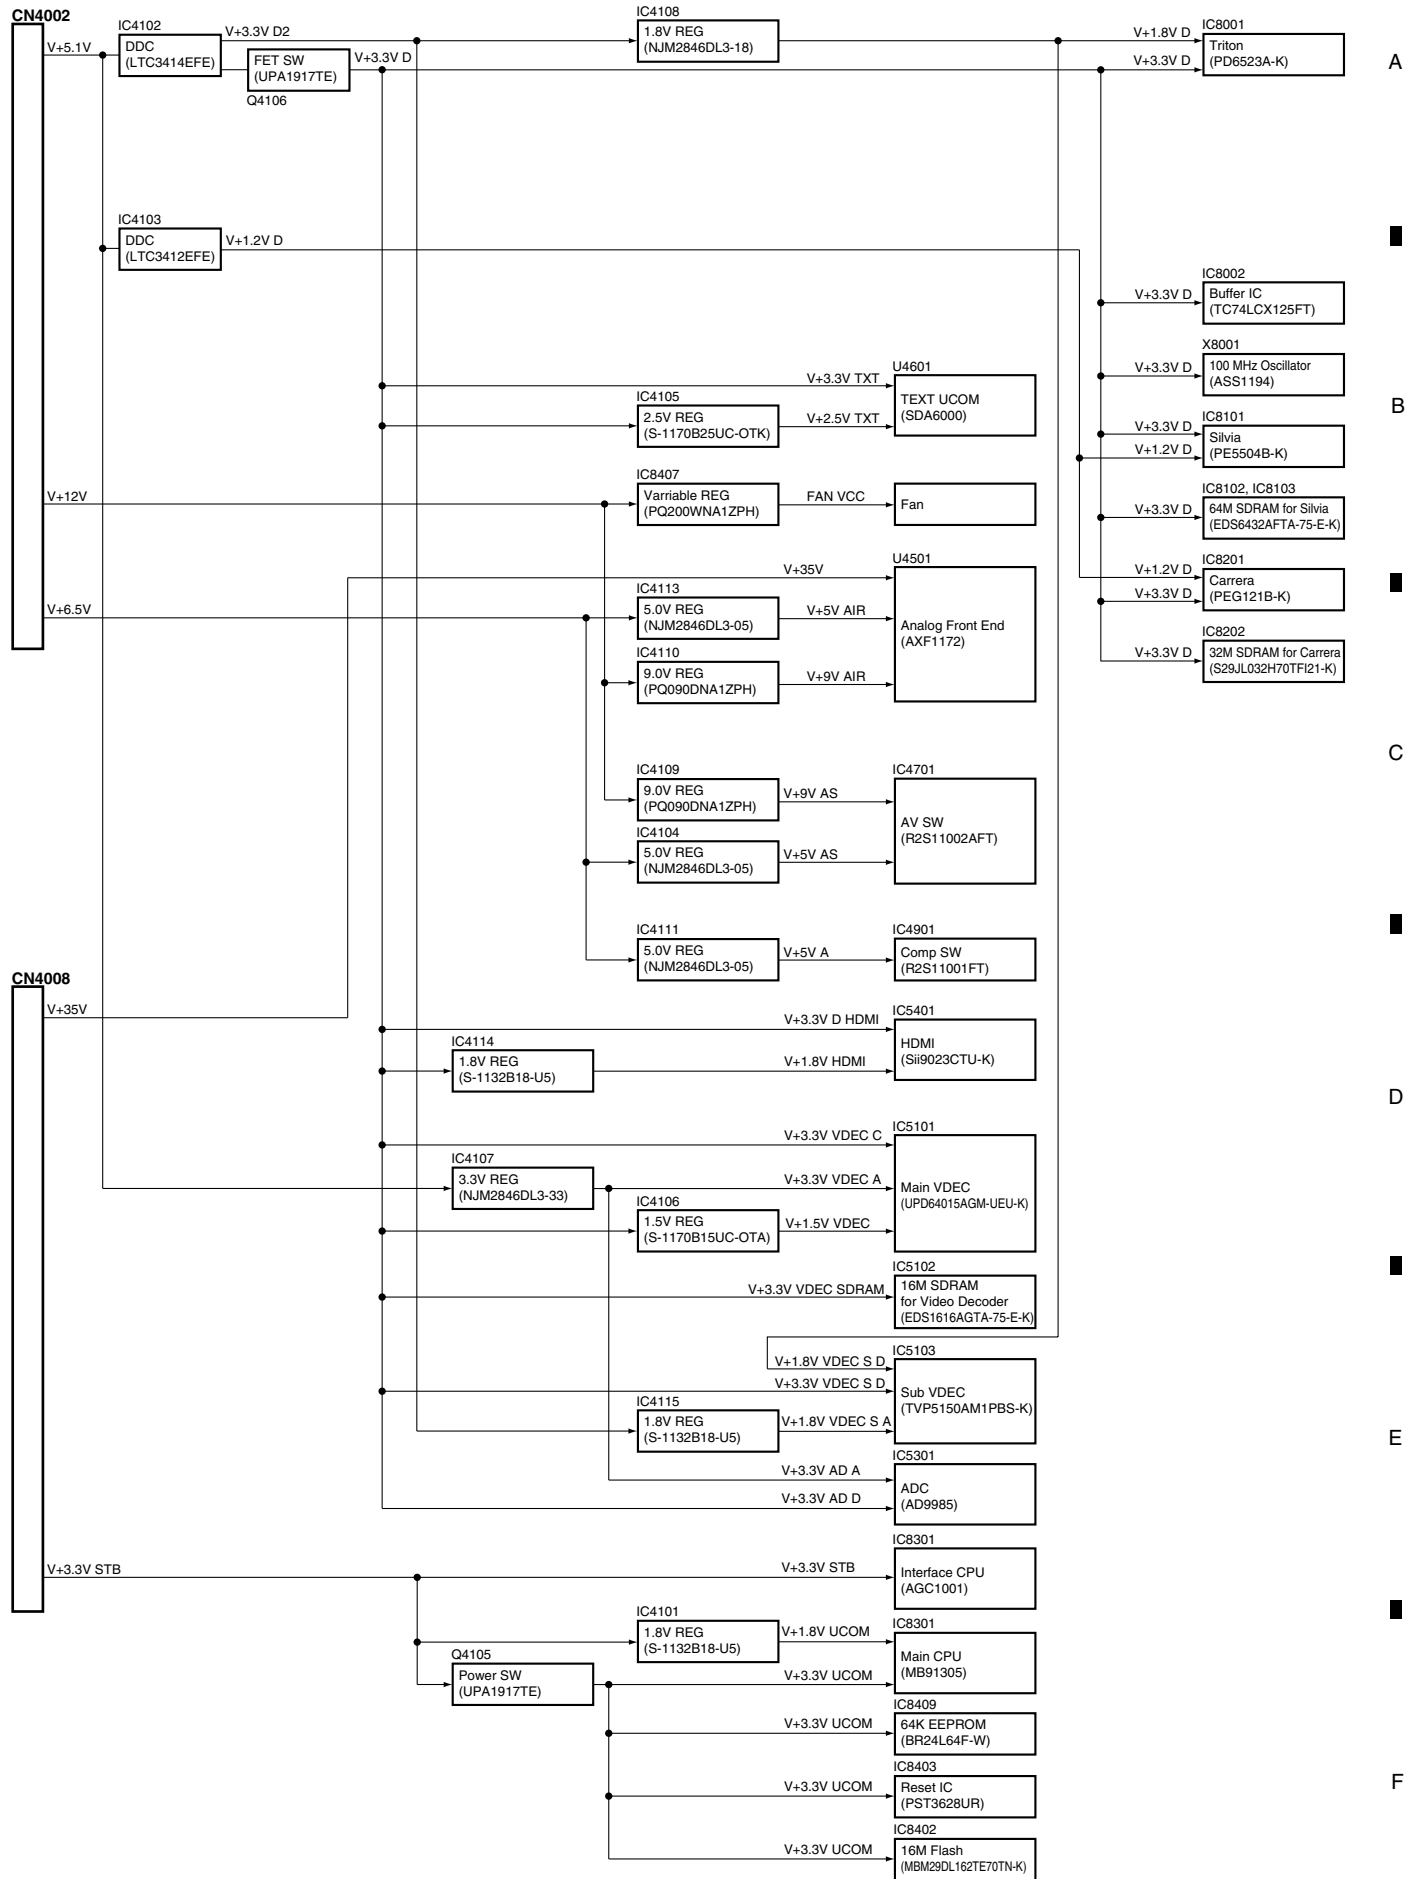 CN4002
V+5.1V
IC4102
DDC
(LTC3414EFE)
V+3.3V D2
FET SW
(UPA1917TE)
Q4106
V+3.3V D
IC4108
1.8V REG
(NJM2846DL3-18)
V+1.8V D
V+3.3V D
IC8001
Triton
(PD6523A-K)
A
IC4103
DDC
(LTC3412EFE)
V+1.2V D
V+3.3V D
IC8002
Buffer IC
(TC74LCX125FT)
V+3.3V D
X8001
100 MHz Oscillator
(ASS1194)
V+3.3V TXT
U4601
TEXT UCOM
(SDA6000)
IC4105
2.5V REG
(S-1170B25UC-OTK)
V+2.5V TXT
B
V+3.3V D
V+1.2V D
IC8101
Silvia
(PE5504B-K)
V+12V
IC8407
Varriable REG
(PQ200WNA1ZPH)
FAN VCC
Fan
V+3.3V D
IC8102, IC8103
64M SDRAM for Silvia
(EDS6432AFTA-75-E-K)
V+35V
U4501
Analog Front End
(AXF1172)
V+1.2V D
V+3.3V D
IC8201
Carrera
(PEG121B-K)
V+6.5V
IC4113
5.0V REG
(NJM2846DL3-05)
V+5V AIR
IC4110
9.0V REG
(PQ090DNA1ZPH)
V+9V AIR
V+3.3V D
IC8202
32M SDRAM for Carrera
(S29JL032H70TFI21-K)
C
IC4109
9.0V REG
(PQ090DNA1ZPH)
V+9V AS
IC4701
AV SW
(R2S11002AFT)
IC4104
5.0V REG
(NJM2846DL3-05)
V+5V AS
IC4111
5.0V REG
(NJM2846DL3-05)
V+5V A
IC4901
Comp SW
(R2S11001FT)
CN4008
V+35V
V+3.3V D HDMI
IC5401
HDMI
(Sii9023CTU-K)
IC4114
1.8V REG
(S-1132B18-U5)
V+1.8V HDMI
D
V+3.3V VDEC C
IC5101
Main VDEC
(UPD64015AGM-UEU-K)
IC4107
3.3V REG
(NJM2846DL3-33)
V+3.3V VDEC A
IC4106
1.5V REG
(S-1170B15UC-OTA)
V+1.5V VDEC
V+3.3V VDEC SDRAM
IC5102
16M SDRAM
for Video Decoder
(EDS1616AGTA-75-E-K)
V+1.8V VDEC S D
V+3.3V VDEC S D
IC5103
Sub VDEC
(TVP5150AM1PBS-K)
IC4115
1.8V REG
(S-1132B18-U5)
V+1.8V VDEC S A
E
V+3.3V AD A
V+3.3V AD D
IC5301
ADC
(AD9985)
V+3.3V STB
V+3.3V STB
IC8301
Interface CPU
(AGC1001)
IC4101
1.8V REG
(S-1132B18-U5)
V+1.8V UCOM
IC8301
Main CPU
(MB91305)
Q4105
Power SW
(UPA1917TE)
V+3.3V UCOM
V+3.3V UCOM
IC8409
64K EEPROM
(BR24L64F-W)
V+3.3V UCOM
IC8403
Reset IC
(PST3628UR)
F
V+3.3V UCOM
IC8402
16M Flash
(MBM29DL162TE70TN-K)